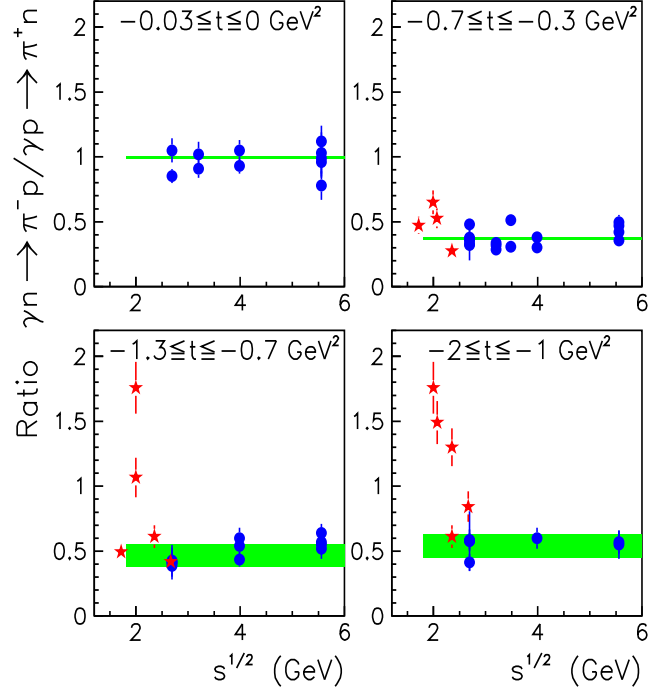 Ratio γn → π⁻p/γp → π⁺n
−0.03≤t≤0 GeV²
2
1.5
1
0.5
0
2 4 6
−0.7≤t≤−0.3 GeV²
2
1.5
1
0.5
0
2 4 6
−1.3≤t≤−0.7 GeV²
2
1.5
1
0.5
0
2 4 6
s^1/2 (GeV)
−2≤t≤−1 GeV²
2
1.5
1
0.5
0
2 4 6
s^1/2 (GeV)